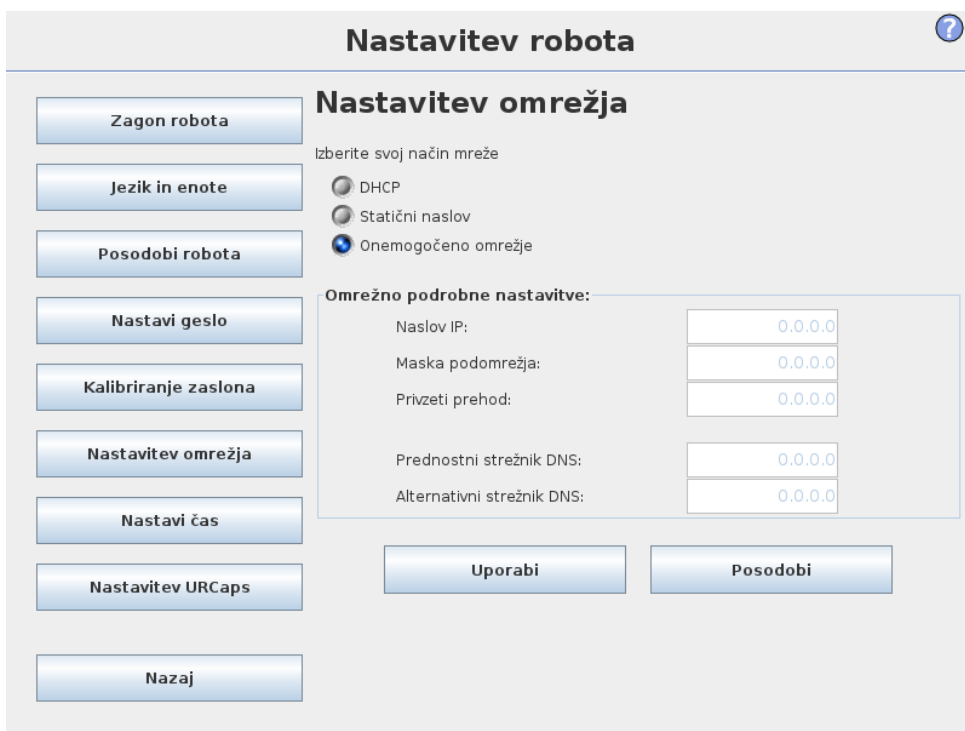 Nastavitev robota
?
Zagon robota
Jezik in enote
Posodobi robota
Nastavi geslo
Kalibriranje zaslona
Nastavitev omrežja
Nastavi čas
Nastavitev URCaps
Nazaj
Nastavitev omrežja
Izberite svoj način mreže
DHCP
Statični naslov
Onemogočeno omrežje
Omrežno podrobne nastavitve:
Naslov IP: 0.0.0.0
Maska podomrežja: 0.0.0.0
Privzeti prehod: 0.0.0.0
Prednostni strežnik DNS: 0.0.0.0
Alternativni strežnik DNS: 0.0.0.0
Uporabi Posodobi